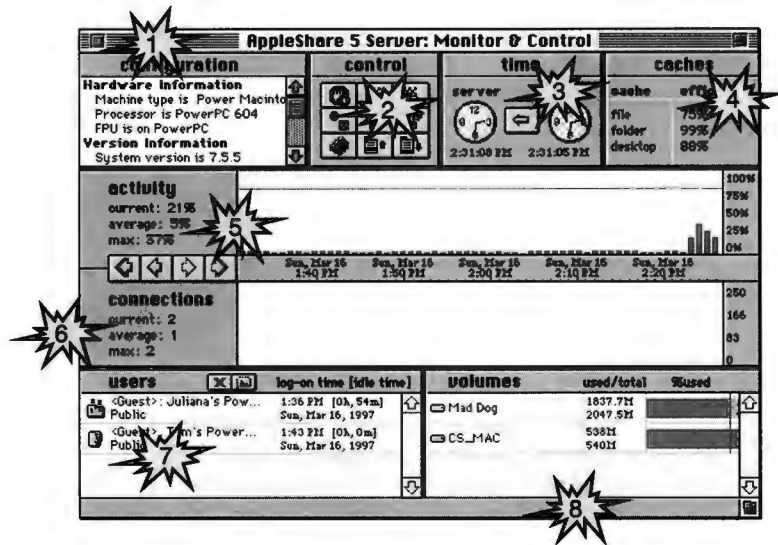 AppleShare 5 Server: Monitor & Control
1
configuration
Hardware Information
Machine type is Power Macinto
Processor is PowerPC 604
FPU is on PowerPC
Version Information
System version is 7.5.5
control
2
time
server
3
12
2:31:08 PM 2:31:05 PM
caches
cache
4
file 75%
folder 99%
desktop 88%
activity
current: 21%
average: 5%
max: 37%
5
100%
75%
50%
25%
0%
Sun, Mar 16 Sun, Mar 16 Sun, Mar 16 Sun, Mar 16 Sun, Mar 16
1:40 PM 1:50 PM 2:00 PM 2:10 PM 2:20 PM
connections
6
current: 2
average: 1
max: 2
250
166
83
0
users log-on time [idle time]
<Guest>: Juliana's Pow... 1:36 PM [0h, 54m]
Public Sun, Mar 16, 1997
<Guest>: Tim's Power... 1:43 PM [0h, 0m]
Public Sun, Mar 16, 1997
7
volumes used/total %used
Mad Dog 1837.7M
2047.5M
CS_MAC 538M
540M
8